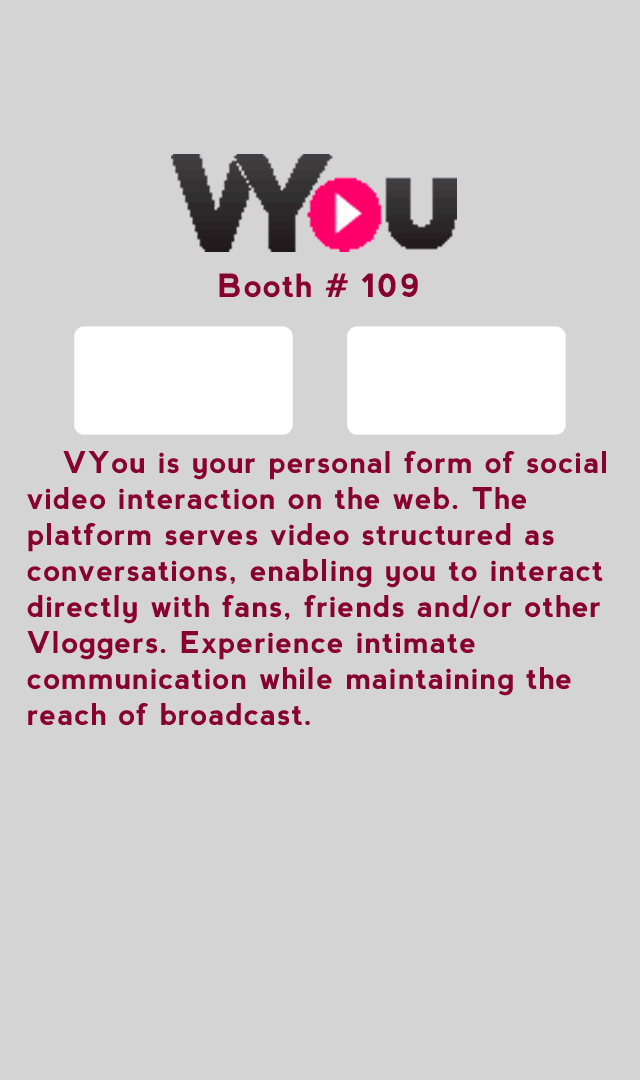 VYou
Booth # 109
VYou is your personal form of social
video interaction on the web. The
platform serves video structured as
conversations, enabling you to interact
directly with fans, friends and/or other
Vloggers. Experience intimate
communication while maintaining the
reach of broadcast.